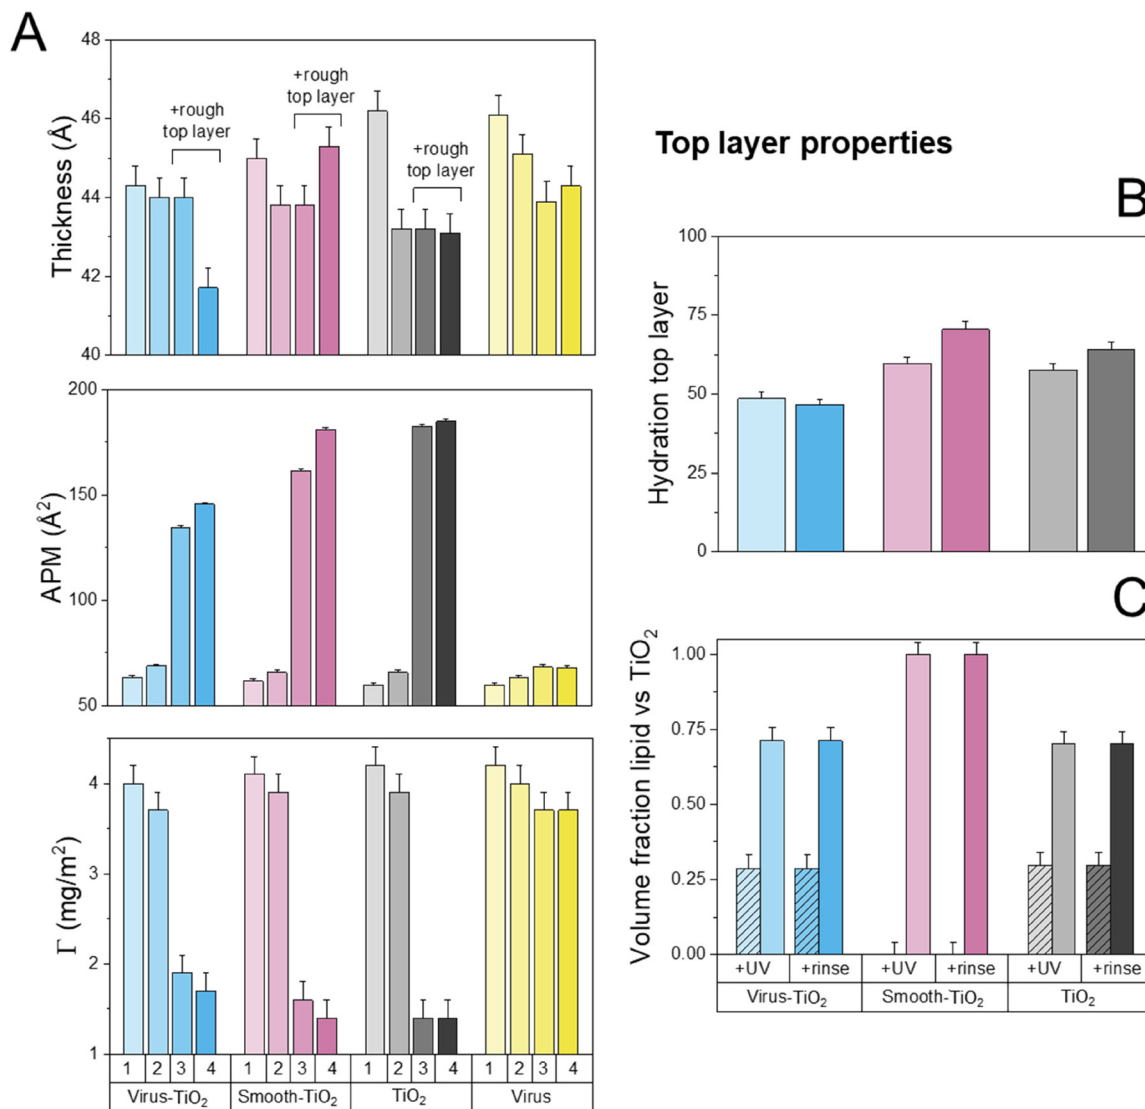 A
48
46
44
42
40
Thickness (Å)
+rough
top layer
+rough
top layer
+rough
top layer
200
150
100
50
APM (Å²)
4
3
2
1
Γ (mg/m²)
1 2 3 4 1 2 3 4 1 2 3 4 1 2 3 4
Virus-TiO₂ Smooth-TiO₂ TiO₂ Virus
Top layer properties
B
100
75
50
25
0
Hydration top layer
C
1.00
0.75
0.50
0.25
0.00
Volume fraction lipid vs TiO₂
+UV +rinse +UV +rinse +UV +rinse
Virus-TiO₂ Smooth-TiO₂ TiO₂